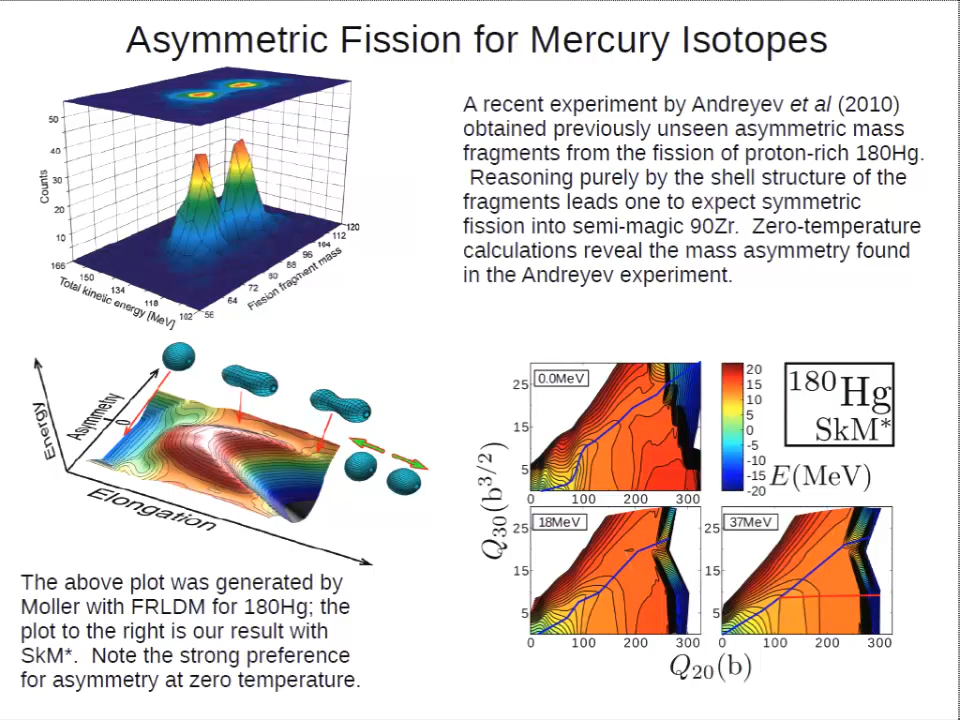 Asymmetric Fission for Mercury Isotopes
A recent experiment by Andreyev et al (2010)
obtained previously unseen asymmetric mass
fragments from the fission of proton-rich 180Hg.
Reasoning purely by the shell structure of the
fragments leads one to expect symmetric
fission into semi-magic 90Zr. Zero-temperature
calculations reveal the mass asymmetry found
in the Andreyev experiment.
Counts
50
40
30
20
10
166
150
134
118
102
Total kinetic energy [MeV]
56
64
72
80
88
96
104
112
120
Fission fragment mass
Energy
Asymmetry
0
Elongation
The above plot was generated by
Moller with FRLDM for 180Hg; the
plot to the right is our result with
SkM*. Note the strong preference
for asymmetry at zero temperature.
0.0MeV
25
15
5
0 100 200 300
20
15
10
5
0
-5
-10
-15
-20
E(MeV)
180Hg
SkM*
Q30(b3/2)
18MeV
25
15
5
0 100 200 300
37MeV
25
15
5
0 100 200 300
Q20(b)